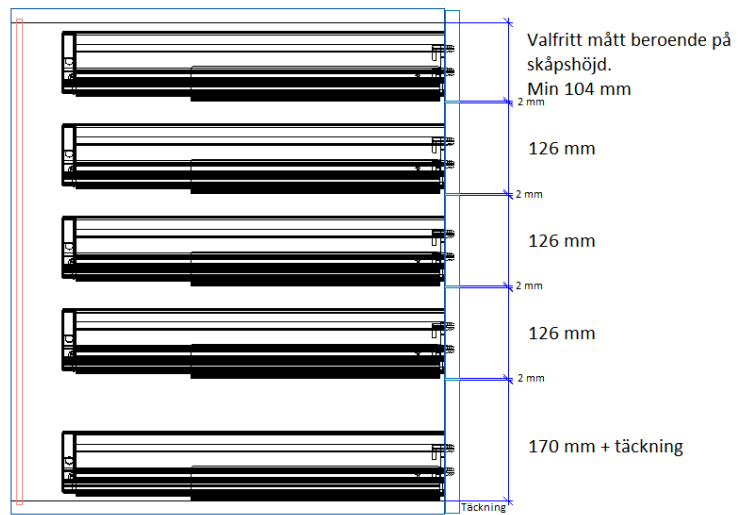 Valfritt mått beroende på
skåpshöjd.
Min 104 mm
2 mm
126 mm
2 mm
126 mm
2 mm
126 mm
2 mm
170 mm + täckning
Täckning